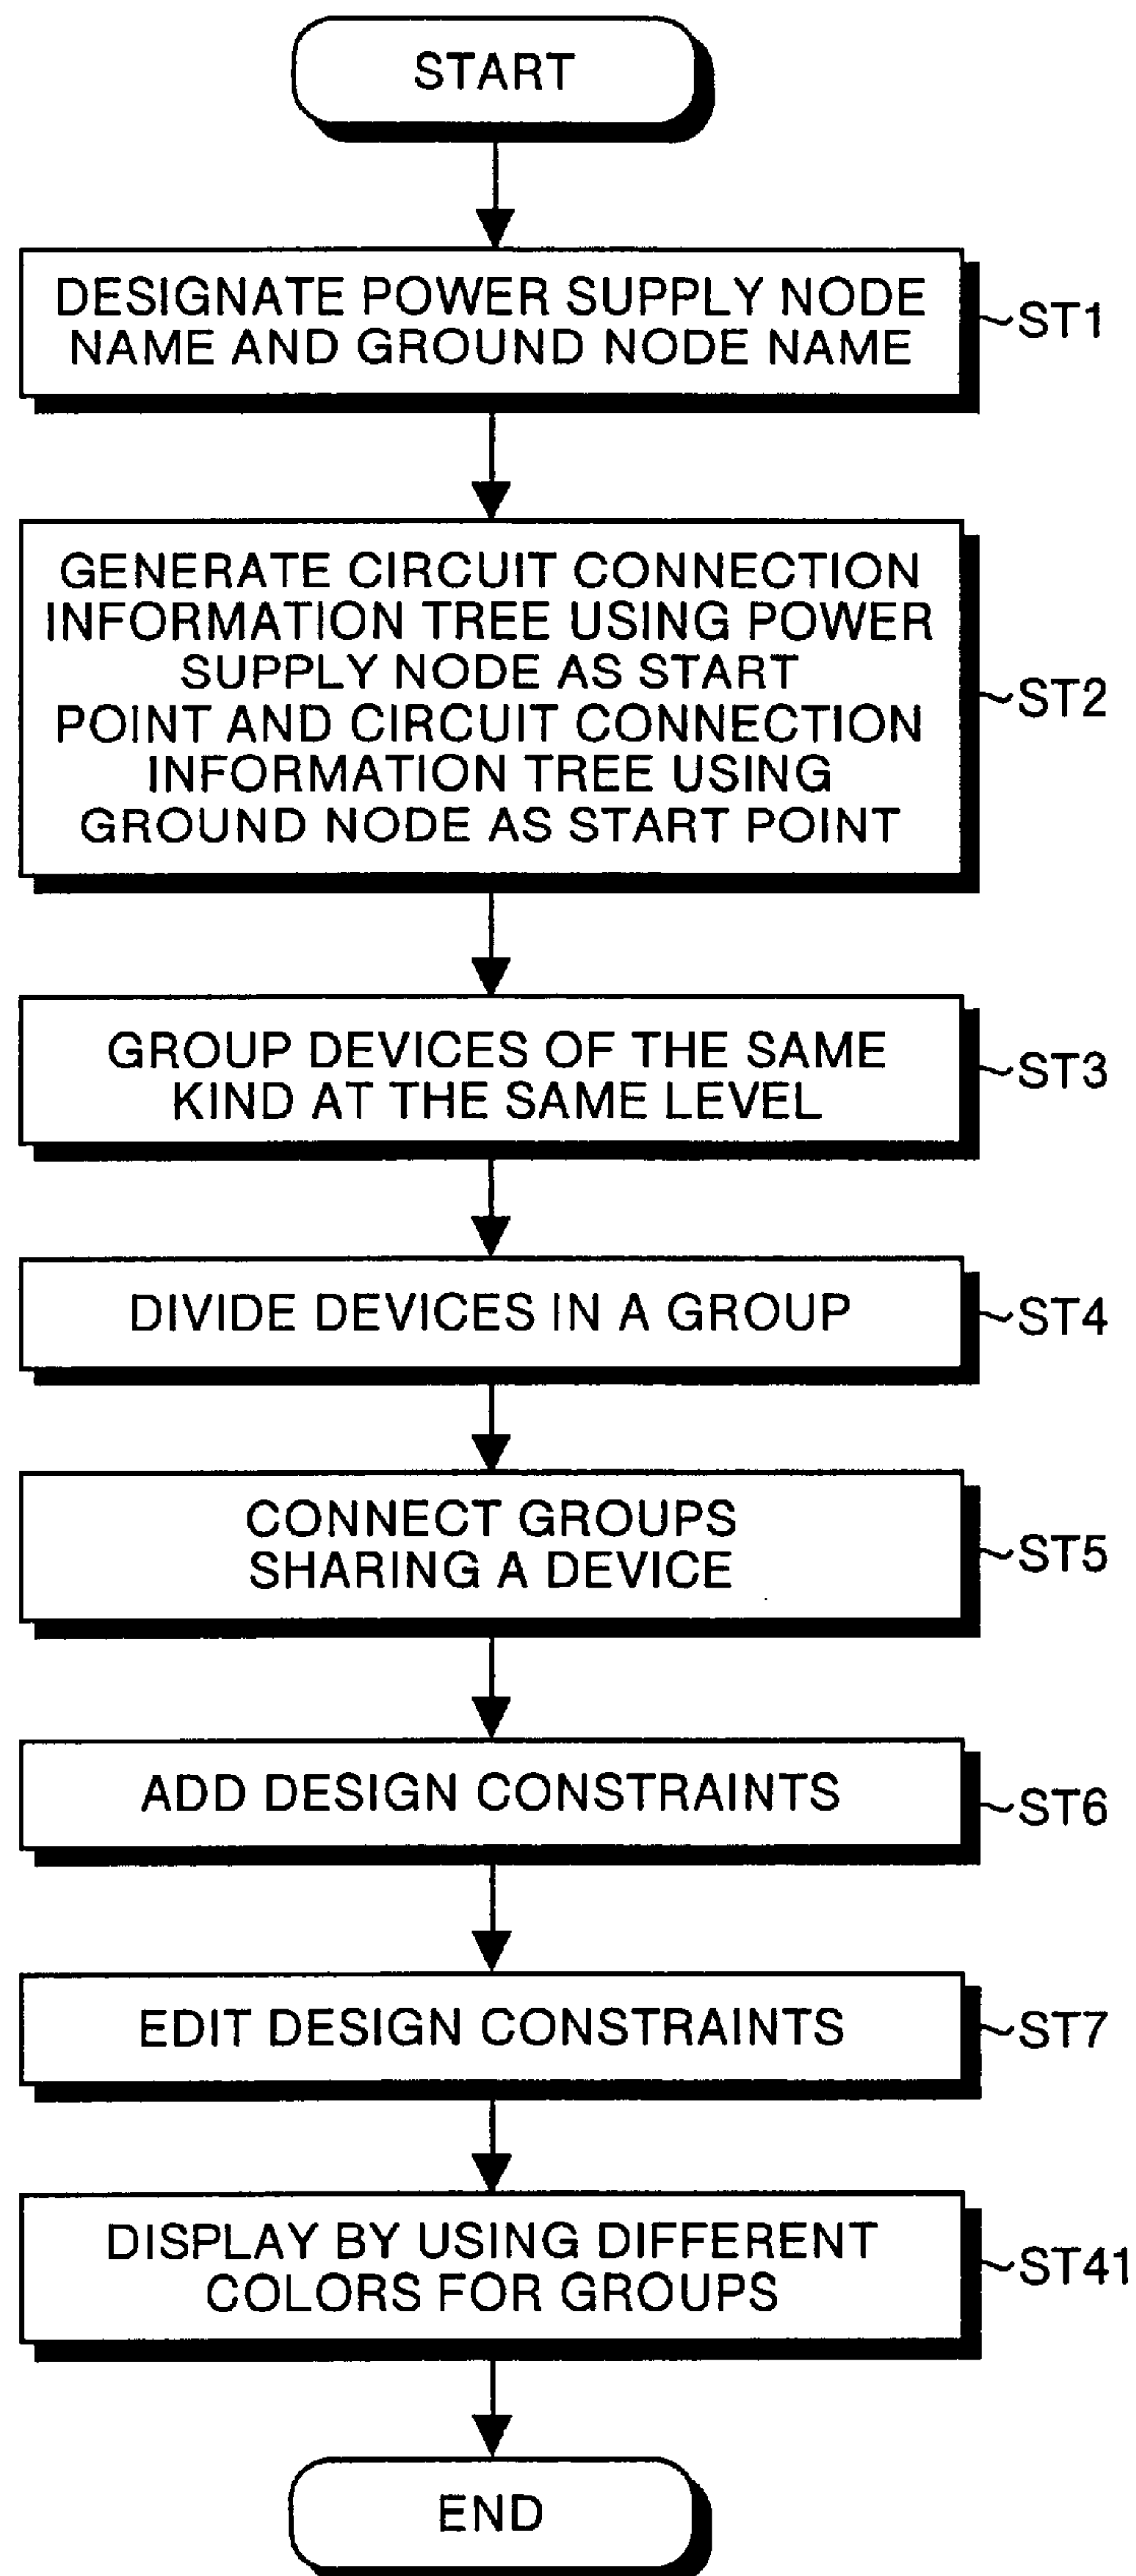 START
DESIGNATE POWER SUPPLY NODE
NAME AND GROUND NODE NAME
~ST1
GENERATE CIRCUIT CONNECTION
INFORMATION TREE USING POWER
SUPPLY NODE AS START
POINT AND CIRCUIT CONNECTION
INFORMATION TREE USING
GROUND NODE AS START POINT
~ST2
GROUP DEVICES OF THE SAME
KIND AT THE SAME LEVEL
~ST3
DIVIDE DEVICES IN A GROUP
~ST4
CONNECT GROUPS
SHARING A DEVICE
~ST5
ADD DESIGN CONSTRAINTS
~ST6
EDIT DESIGN CONSTRAINTS
~ST7
DISPLAY BY USING DIFFERENT
COLORS FOR GROUPS
~ST41
END